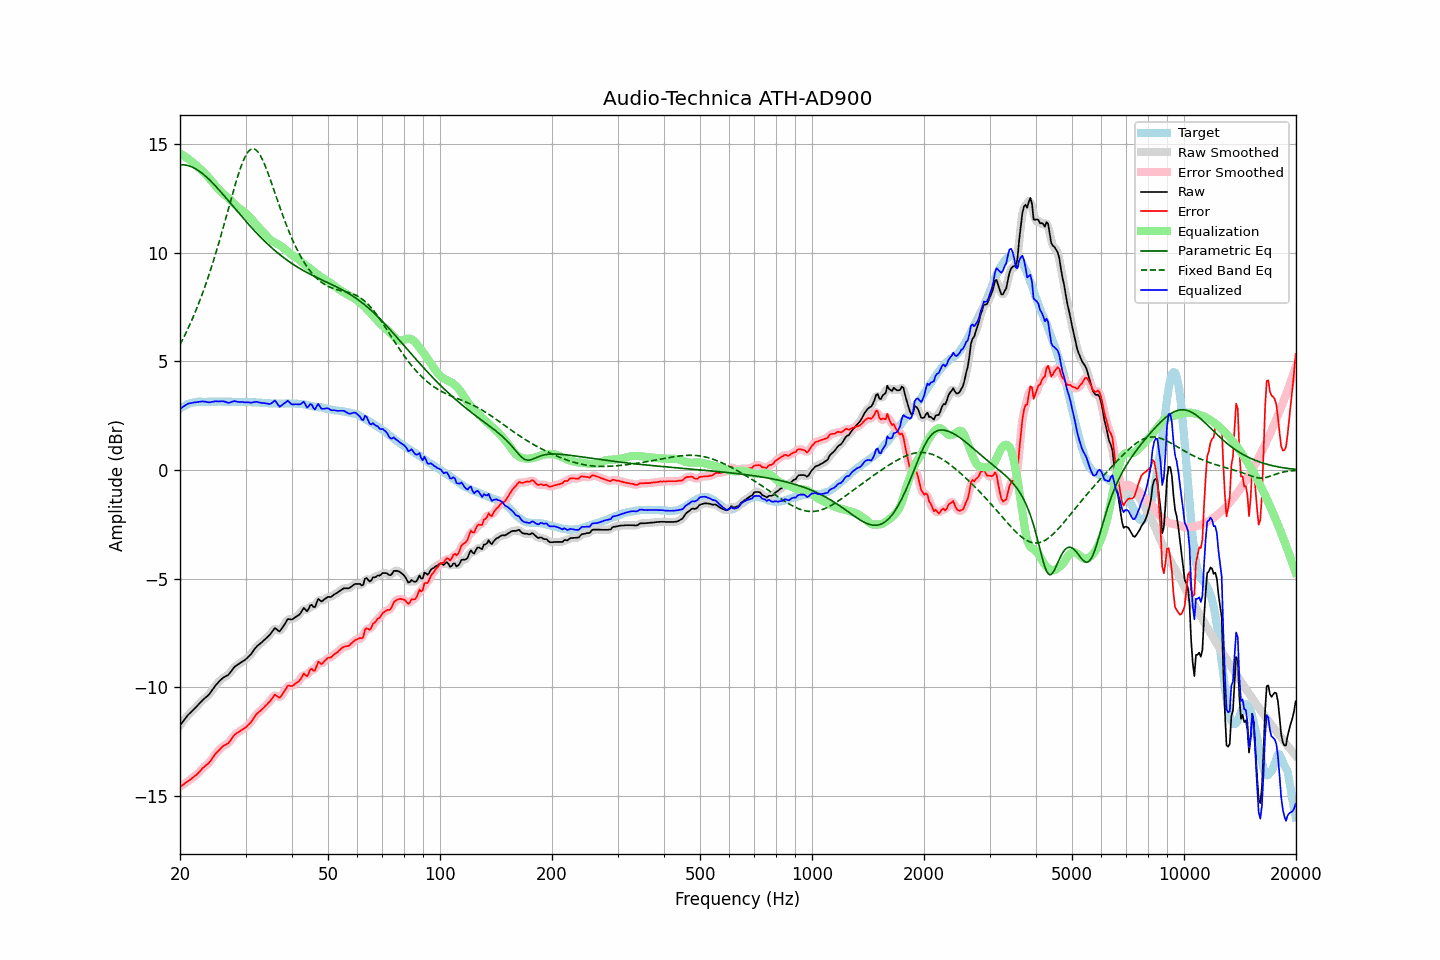 Audio-Technica ATH-AD900
Amplitude (dBr)
15
10
5
0
−5
−10
−15
Target
Raw Smoothed
Error Smoothed
Raw
Error
Equalization
Parametric Eq
Fixed Band Eq
Equalized
20
50
100
200
500
1000
2000
5000
10000
20000
Frequency (Hz)